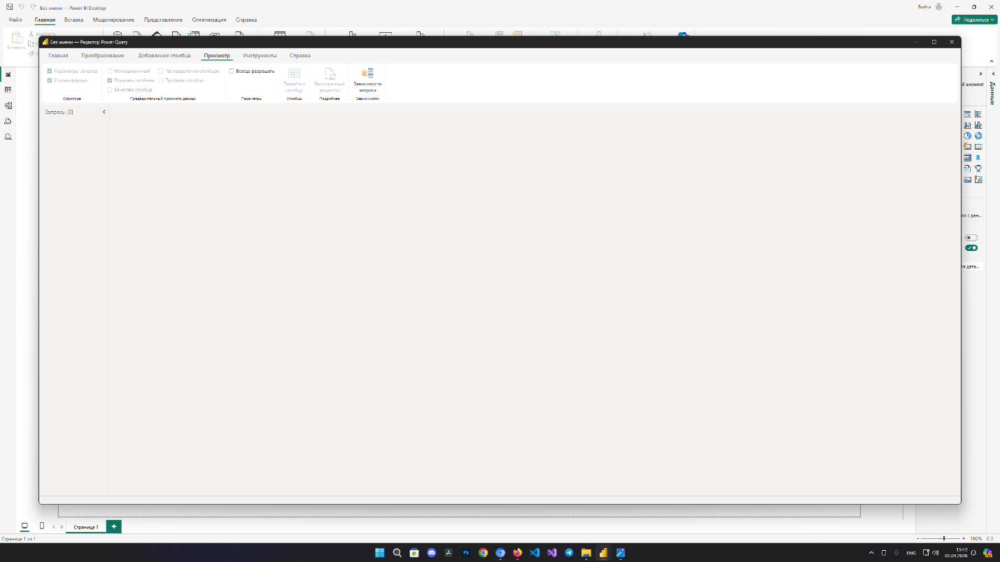 Без имени — Power BI Desktop
Войти
Файл
Главная
Вставка
Моделирование
Представление
Оптимизация
Справка
Поделиться
Вставить
Вырезать
Без имени — Редактор Power Query
Главная
Преобразование
Добавление столбца
Просмотр
Инструменты
Справка
Параметры запроса
Строка формул
Структура
Моноширинный
Показать пробелы
Качество столбца
Распределение столбцов
Профиль столбца
Предварительный просмотр данных
Всегда разрешать
Параметры
Перейти к
столбцу.
Столбцы
Расширенный
редактор
Подробнее
Зависимости
запроса
Зависимости
Запросы [0]
й элемент
Данные
R
ля с дан...
ля дета...
Страница 1
Страница 1 из 1
- + 160%
Ps
ENG
15:42
01.04.2026